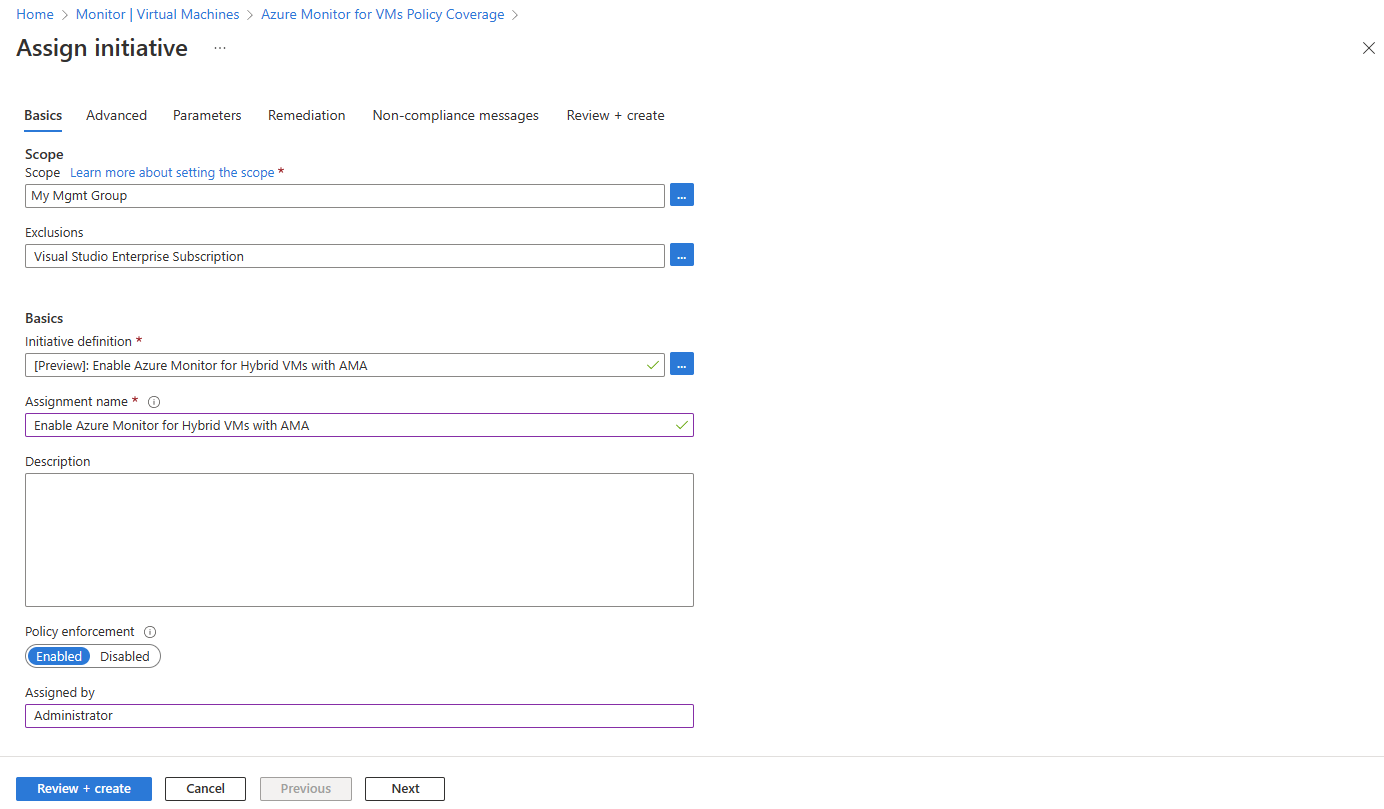 Home > Monitor | Virtual Machines > Azure Monitor for VMs Policy Coverage >
Assign initiative ...
Basics Advanced Parameters Remediation Non-compliance messages Review + create
Scope
Scope Learn more about setting the scope *
My Mgmt Group ...
Exclusions
Visual Studio Enterprise Subscription ...
Basics
Initiative definition *
[Preview]: Enable Azure Monitor for Hybrid VMs with AMA ...
Assignment name *
Enable Azure Monitor for Hybrid VMs with AMA
Description
Policy enforcement
Enabled Disabled
Assigned by
Administrator
Review + create Cancel Previous Next